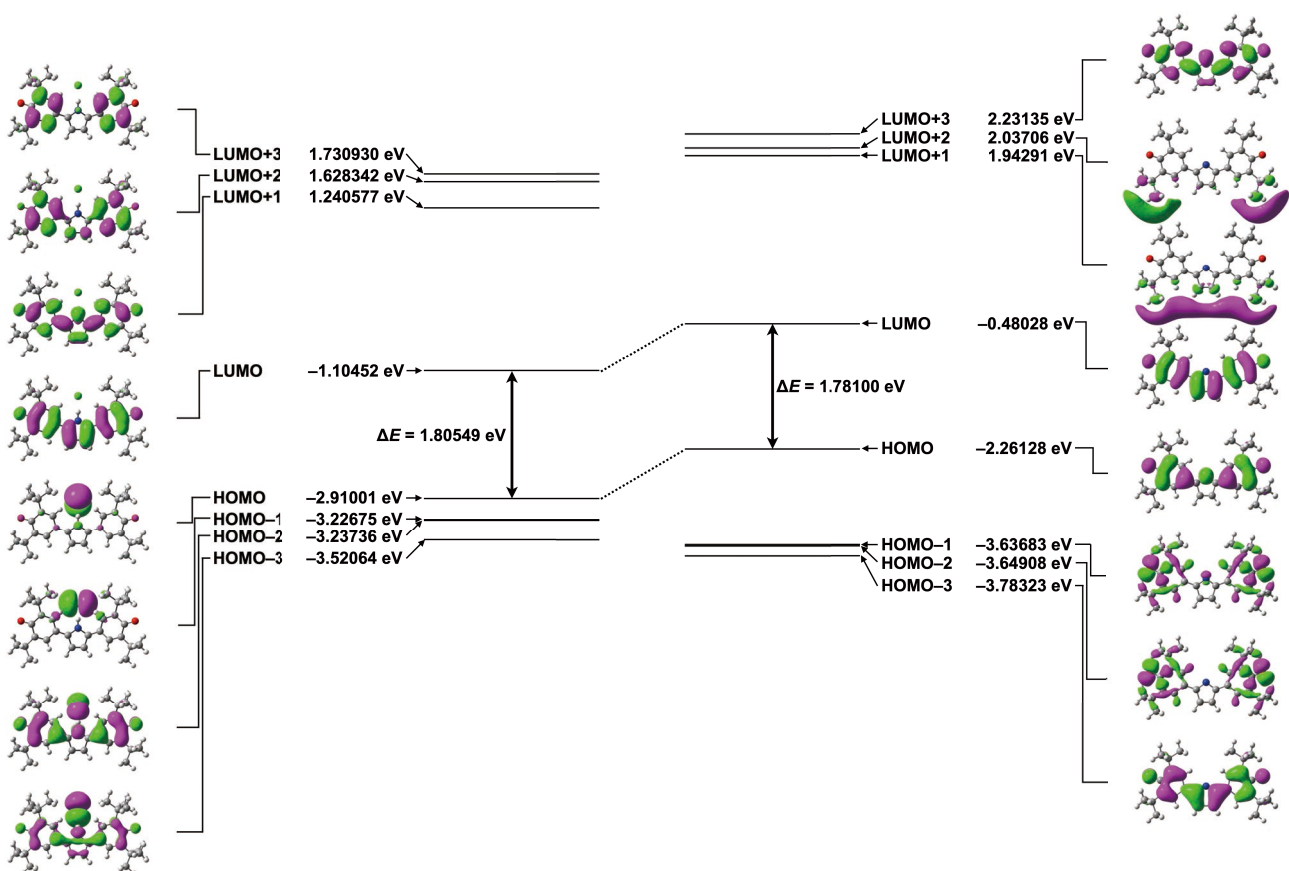 LUMO+3 1.730930 eV
LUMO+2 1.628342 eV
LUMO+1 1.240577 eV
LUMO –1.10452 eV
ΔE = 1.80549 eV
HOMO –2.91001 eV
HOMO–1 –3.22675 eV
HOMO–2 –3.23736 eV
HOMO–3 –3.52064 eV
LUMO+3 2.23135 eV
LUMO+2 2.03706 eV
LUMO+1 1.94291 eV
LUMO –0.48028 eV
ΔE = 1.78100 eV
HOMO –2.26128 eV
HOMO–1 –3.63683 eV
HOMO–2 –3.64908 eV
HOMO–3 –3.78323 eV